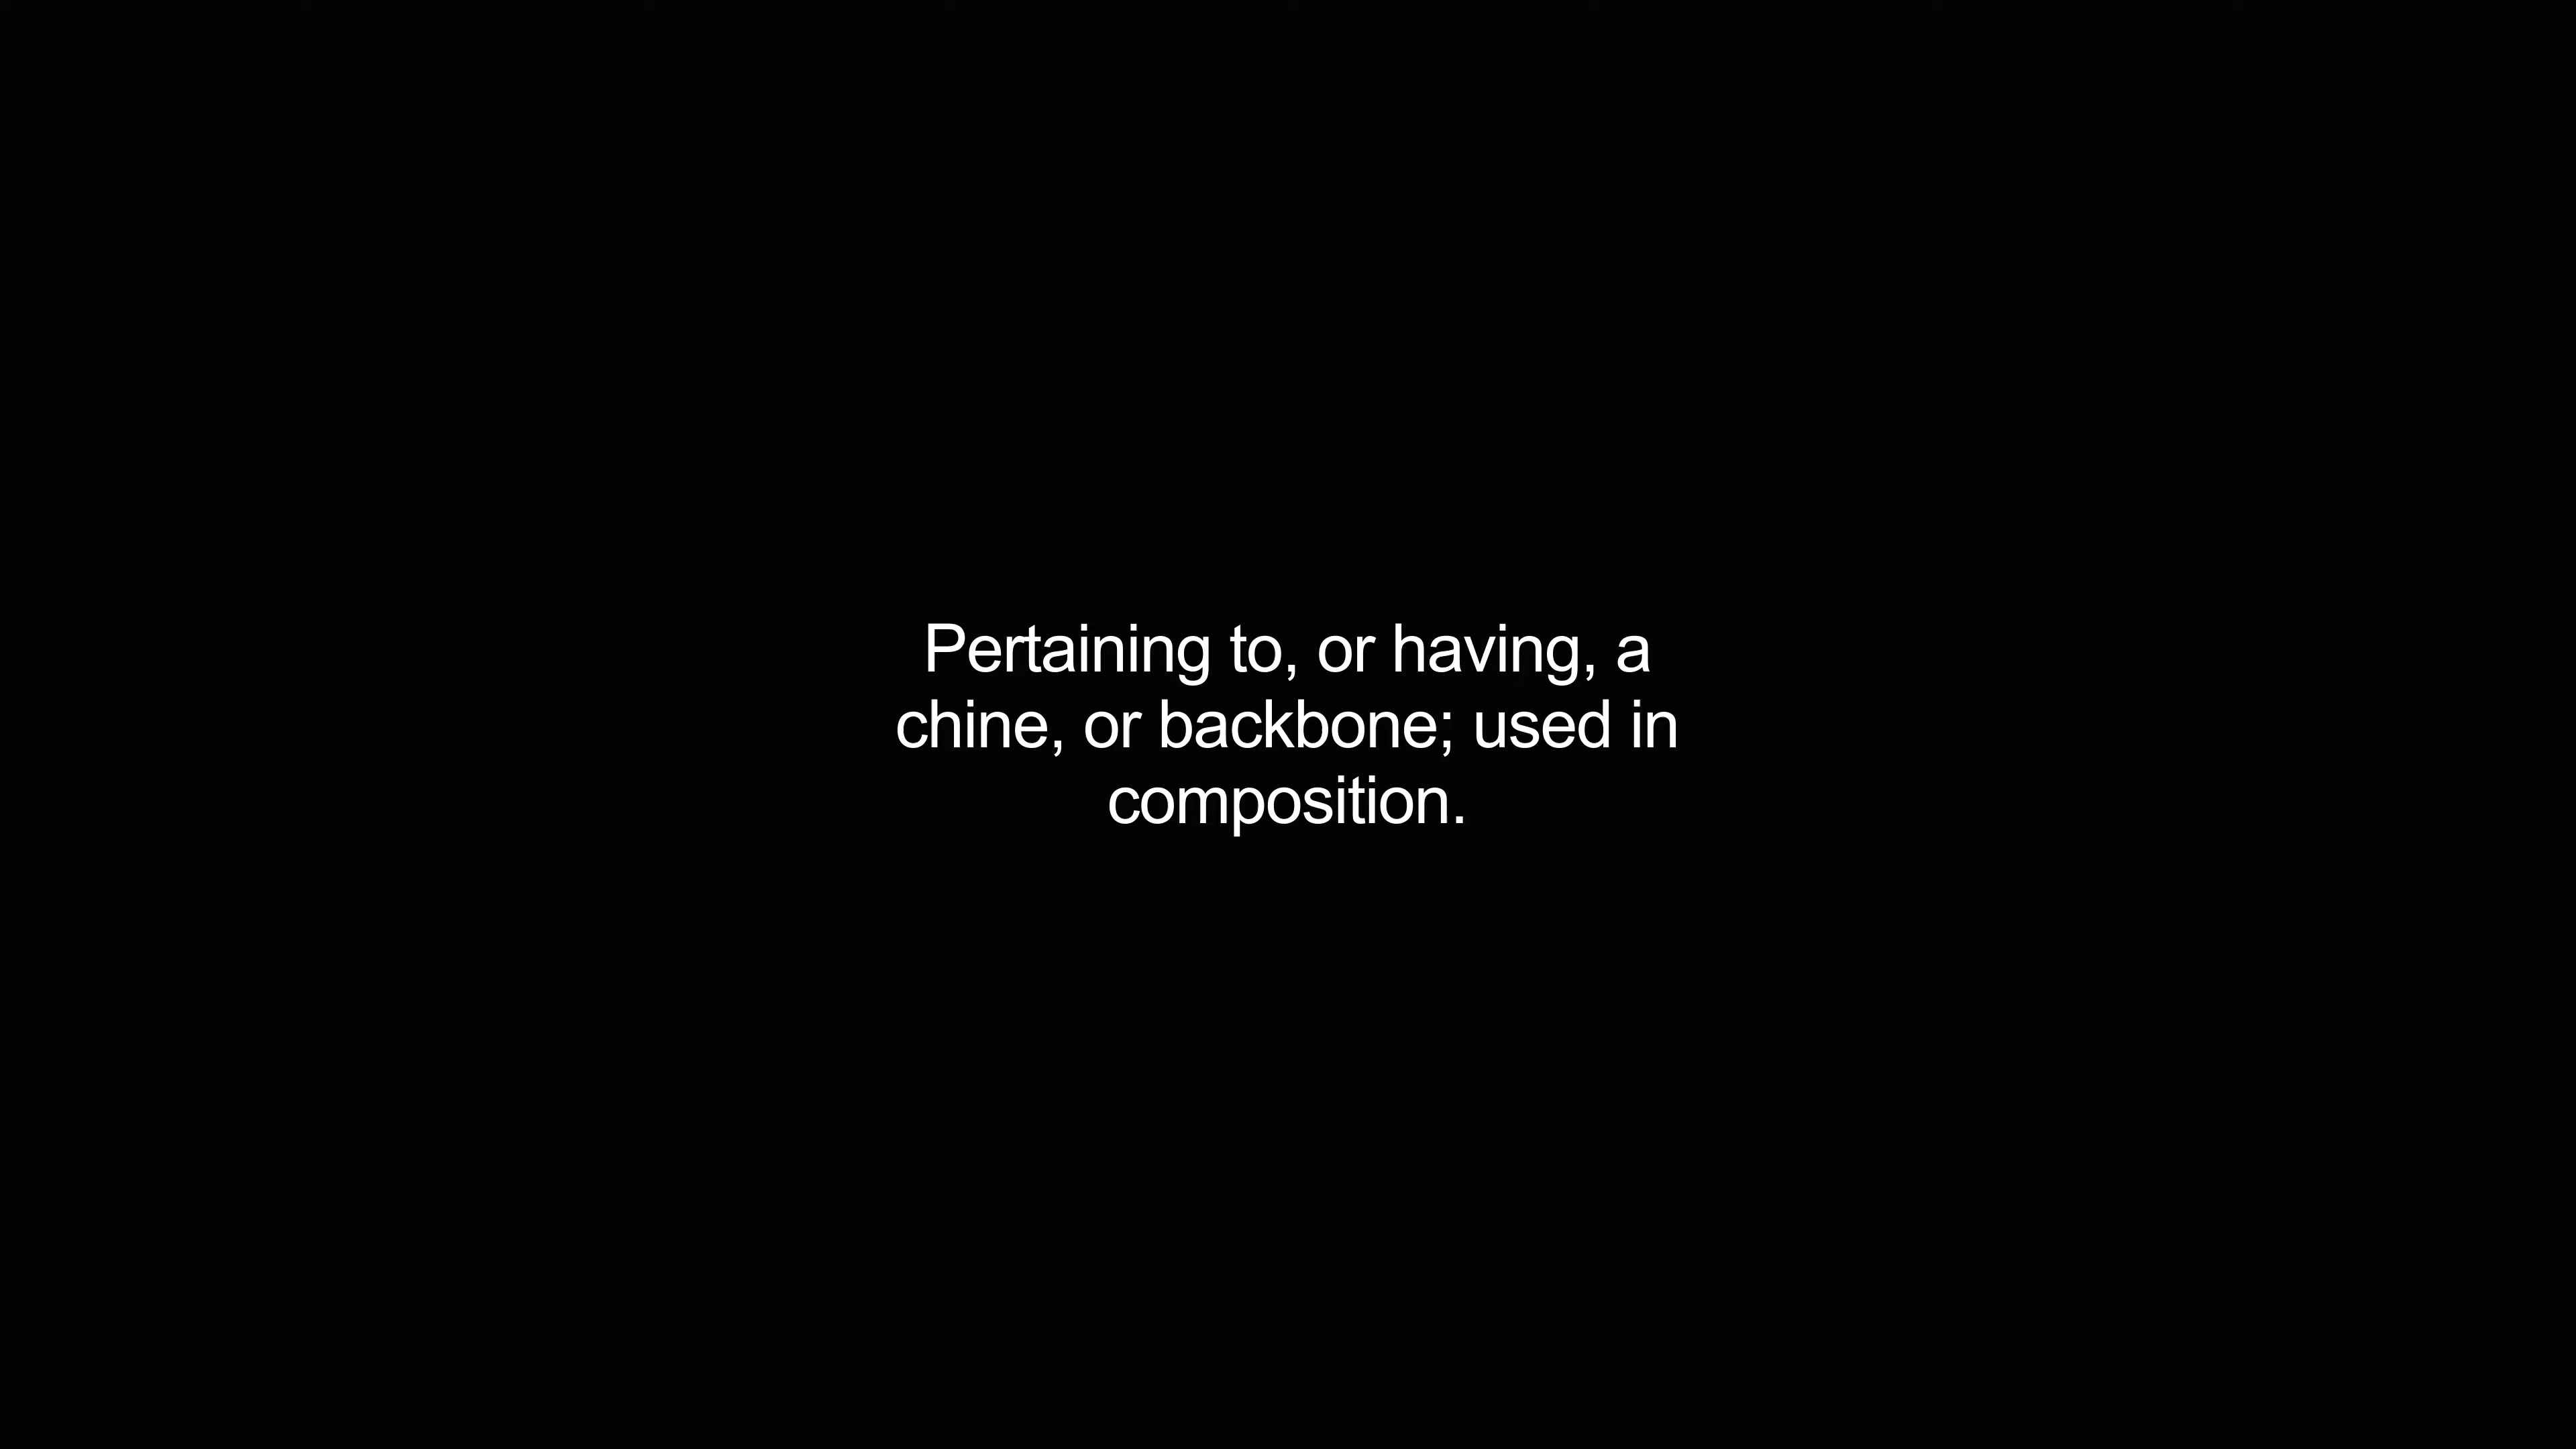 Pertaining to, or having, a
chine, or backbone; used in
composition.